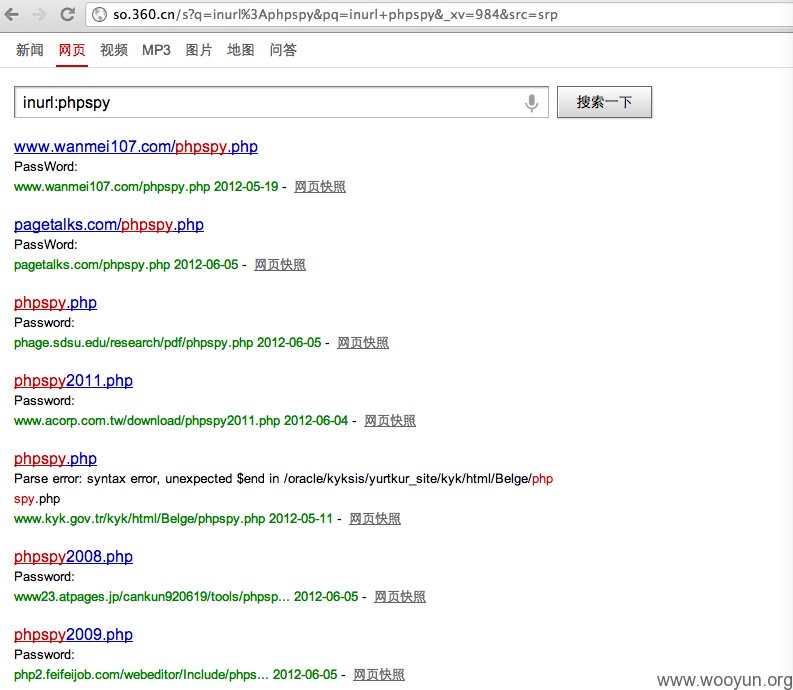 so.360.cn/s?q=inurl%3Aphpspy&pq=inurl+phpspy&_xv=984&src=srp
新闻 网页 视频 MP3 图片 地图 问答
inurl:phpspy 搜索一下
www.wanmei107.com/phpspy.php
PassWord:
www.wanmei107.com/phpspy.php 2012-05-19 - 网页快照
pagetalks.com/phpspy.php
PassWord:
pagetalks.com/phpspy.php 2012-06-05 - 网页快照
phpspy.php
Password:
phage.sdsu.edu/research/pdf/phpspy.php 2012-06-05 - 网页快照
phpspy2011.php
Password:
www.acorp.com.tw/download/phpspy2011.php 2012-06-04 - 网页快照
phpspy.php
Parse error: syntax error, unexpected $end in /oracle/kyksis/yurtkur_site/kyk/html/Belge/php
spy.php
www.kyk.gov.tr/kyk/html/Belge/phpspy.php 2012-05-11 - 网页快照
phpspy2008.php
Password:
www23.atpages.jp/cankun920619/tools/phpsp... 2012-06-05 - 网页快照
phpspy2009.php
Password:
php2.feifeijob.com/webeditor/Include/phps... 2012-06-05 - 网页快照
www.wooyun.org